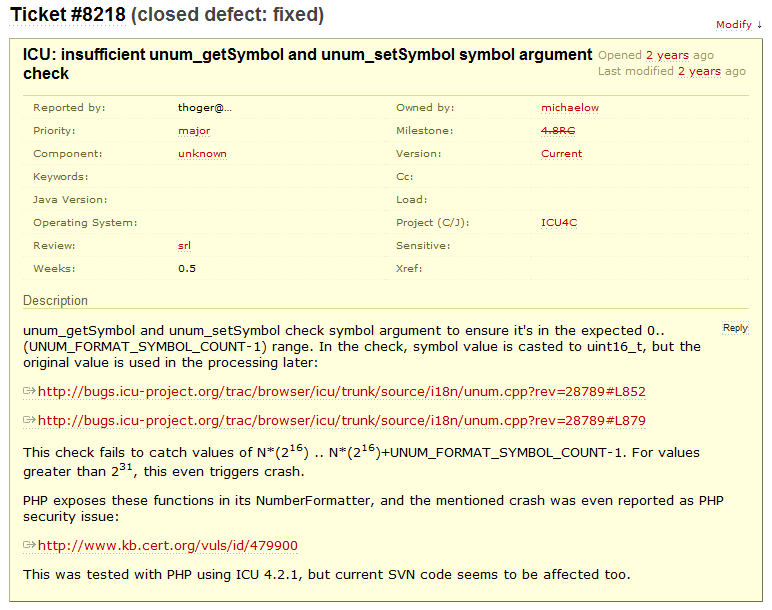 Ticket #8218 (closed defect: fixed)
Modify ↓
ICU: insufficient unum_getSymbol and unum_setSymbol symbol argument
check
Opened 2 years ago
Last modified 2 years ago
Reported by: thoger@... Owned by: michaelow
Priority: major Milestone: 4.8RC
Component: unknown Version: Current
Keywords: Cc:
Java Version: Load:
Operating System: Project (C/J): ICU4C
Review: srl Sensitive:
Weeks: 0.5 Xref:
Description
Reply
unum_getSymbol and unum_setSymbol check symbol argument to ensure it's in the expected 0..
(UNUM_FORMAT_SYMBOL_COUNT-1) range. In the check, symbol value is casted to uint16_t, but the
original value is used in the processing later:
http://bugs.icu-project.org/trac/browser/icu/trunk/source/i18n/unum.cpp?rev=28789#L852
http://bugs.icu-project.org/trac/browser/icu/trunk/source/i18n/unum.cpp?rev=28789#L879
This check fails to catch values of N*(2^16) .. N*(2^16)+UNUM_FORMAT_SYMBOL_COUNT-1. For values
greater than 2^31, this even triggers crash.
PHP exposes these functions in its NumberFormatter, and the mentioned crash was even reported as PHP
security issue:
http://www.kb.cert.org/vuls/id/479900
This was tested with PHP using ICU 4.2.1, but current SVN code seems to be affected too.